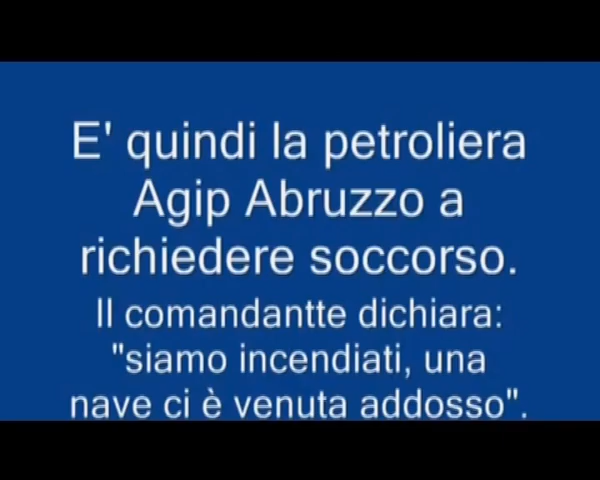 E' quindi la petroliera
Agip Abruzzo a
richiedere soccorso.
Il comandantte dichiara:
"siamo incendiati, una
nave ci è venuta addosso".